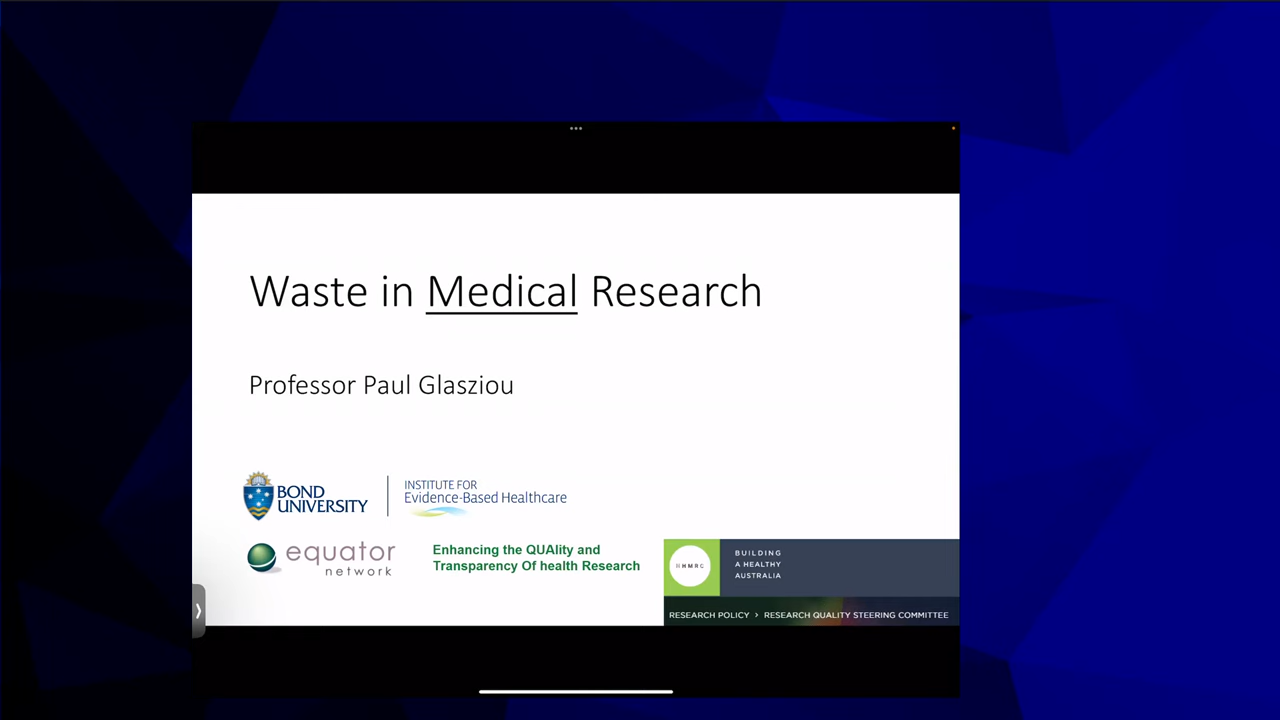 Waste in Medical Research
Professor Paul Glasziou
BOND
UNIVERSITY
INSTITUTE FOR
Evidence-Based Healthcare
equator
network
Enhancing the QUAlity and
Transparency Of health Research
NHMRC
BUILDING
A HEALTHY
AUSTRALIA
RESEARCH POLICY > RESEARCH QUALITY STEERING COMMITTEE